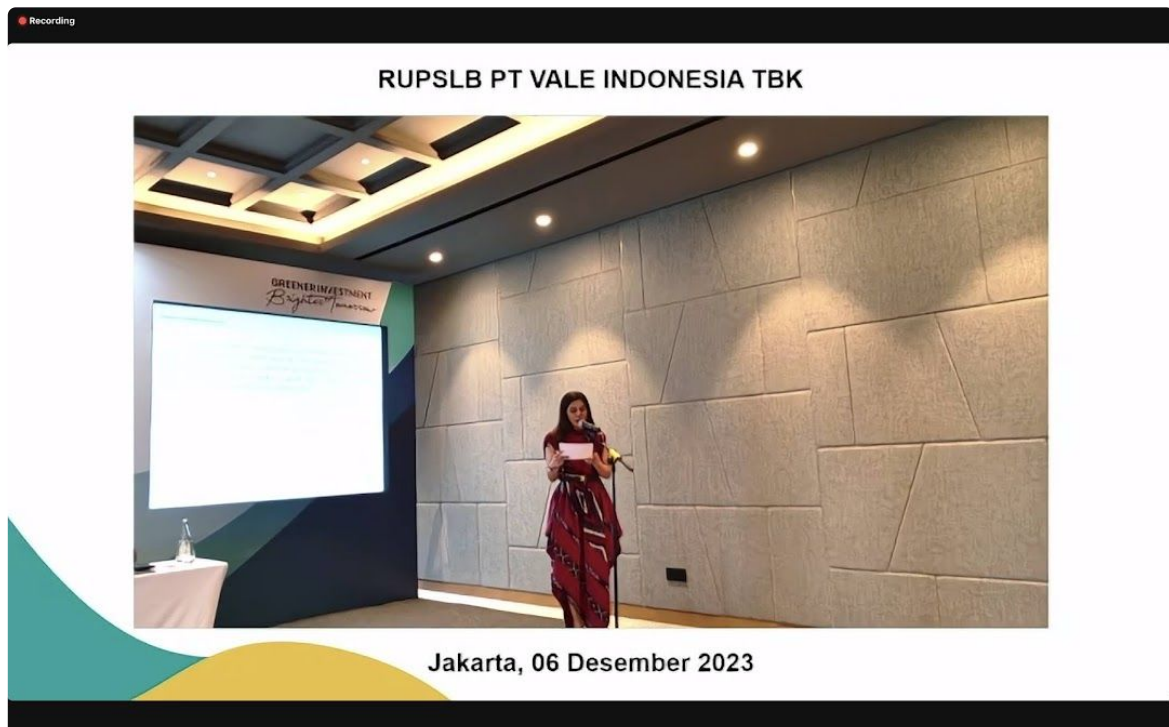 Recording
RUPSLB PT VALE INDONESIA TBK
GREENER INVESTMENT
Brighter Tomorrow
Jakarta, 06 Desember 2023